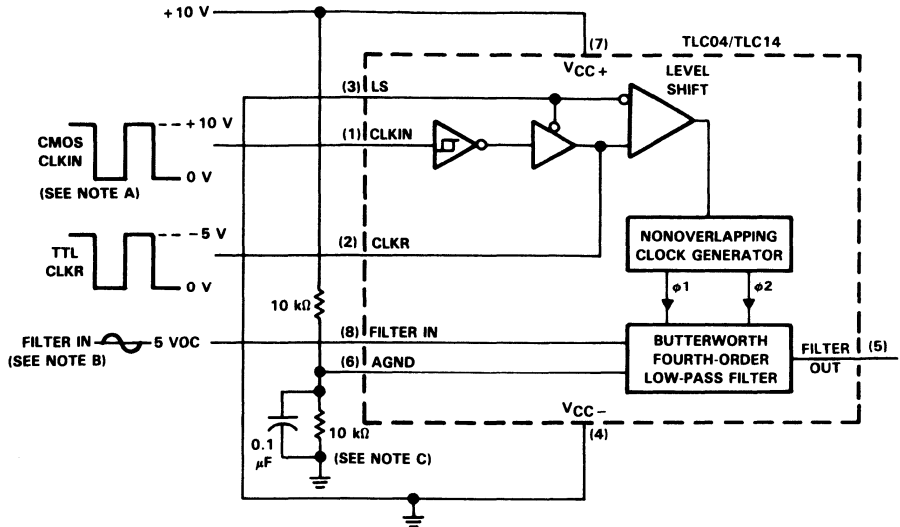 +10 V
(7)
TLC04/TLC14
VCC+
LEVEL
SHIFT
(3) LS
CMOS
CLKIN
+10 V
0 V
(SEE NOTE A)
(1) CLKIN
TTL
CLKR
-5 V
0 V
(2) CLKR
NONOVERLAPPING
CLOCK GENERATOR
φ1
φ2
10 kΩ
FILTER IN
(SEE NOTE B)
5 VOC
(8) FILTER IN
(6) AGND
BUTTERWORTH
FOURTH-ORDER
LOW-PASS FILTER
FILTER
OUT
(5)
0.1
μF
10 kΩ
(SEE NOTE C)
VCC-
(4)